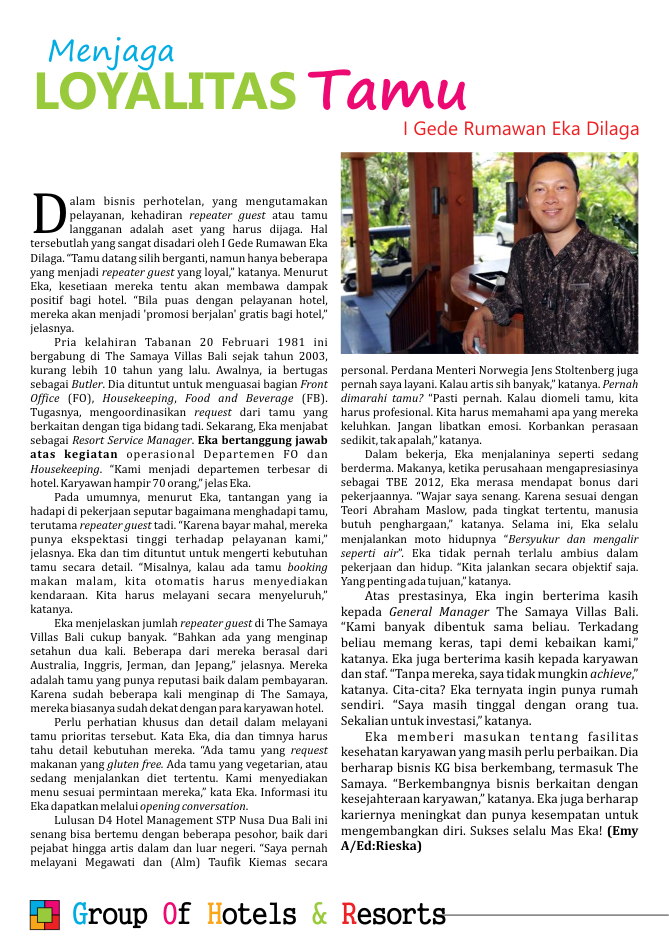 Menjaga
LOYALITAS Tamu
I Gede Rumawan Eka Dilaga
Dalam bisnis perhotelan, yang mengutamakan
pelayanan, kehadiran repeater guest atau tamu
langganan adalah aset yang harus dijaga. Hal
tersebutlah yang sangat disadari oleh I Gede Rumawan Eka
Dilaga. “Tamu datang silih berganti, namun hanya beberapa
yang menjadi repeater guest yang loyal,” katanya. Menurut
Eka, kesetiaan mereka tentu akan membawa dampak
positif bagi hotel. “Bila puas dengan pelayanan hotel,
mereka akan menjadi 'promosi berjalan' gratis bagi hotel,”
jelasnya.
Pria kelahiran Tabanan 20 Februari 1981 ini
bergabung di The Samaya Villas Bali sejak tahun 2003,
kurang lebih 10 tahun yang lalu. Awalnya, ia bertugas
sebagai Butler. Dia dituntut untuk menguasai bagian Front
Office (FO), Housekeeping, Food and Beverage (FB).
Tugasnya, mengoordinasikan request dari tamu yang
berkaitan dengan tiga bidang tadi. Sekarang, Eka menjabat
sebagai Resort Service Manager. Eka bertanggung jawab
atas kegiatan operasional Departemen FO dan
Housekeeping. “Kami menjadi departemen terbesar di
hotel. Karyawan hampir 70 orang,” jelas Eka.
Pada umumnya, menurut Eka, tantangan yang ia
hadapi di pekerjaan seputar bagaimana menghadapi tamu,
terutama repeater guest tadi. “Karena bayar mahal, mereka
punya ekspektasi tinggi terhadap pelayanan kami,”
jelasnya. Eka dan tim dituntut untuk mengerti kebutuhan
tamu secara detail. “Misalnya, kalau ada tamu booking
makan malam, kita otomatis harus menyediakan
kendaraan. Kita harus melayani secara menyeluruh,”
katanya.
Eka menjelaskan jumlah repeater guest di The Samaya
Villas Bali cukup banyak. “Bahkan ada yang menginap
setahun dua kali. Beberapa dari mereka berasal dari
Australia, Inggris, Jerman, dan Jepang,” jelasnya. Mereka
adalah tamu yang punya reputasi baik dalam pembayaran.
Karena sudah beberapa kali menginap di The Samaya,
mereka biasanya sudah dekat dengan para karyawan hotel.
Perlu perhatian khusus dan detail dalam melayani
tamu prioritas tersebut. Kata Eka, dia dan timnya harus
tahu detail kebutuhan mereka. “Ada tamu yang request
makanan yang gluten free. Ada tamu yang vegetarian, atau
sedang menjalankan diet tertentu. Kami menyediakan
menu sesuai permintaan mereka,” kata Eka. Informasi itu
Eka dapatkan melalui opening conversation.
Lulusan D4 Hotel Management STP Nusa Dua Bali ini
senang bisa bertemu dengan beberapa pesohor, baik dari
pejabat hingga artis dalam dan luar negeri. “Saya pernah
melayani Megawati dan (Alm) Taufik Kiemas secara
personal. Perdana Menteri Norwegia Jens Stoltenberg juga
pernah saya layani. Kalau artis sih banyak,” katanya. Pernah
dimarahi tamu? “Pasti pernah. Kalau diomeli tamu, kita
harus profesional. Kita harus memahami apa yang mereka
keluhkan. Jangan libatkan emosi. Korbankan perasaan
sedikit, tak apalah,” katanya.
Dalam bekerja, Eka menjalaninya seperti sedang
berderma. Makanya, ketika perusahaan mengapresiasinya
sebagai TBE 2012, Eka merasa mendapat bonus dari
pekerjaannya. “Wajar saya senang. Karena sesuai dengan
Teori Abraham Maslow, pada tingkat tertentu, manusia
butuh penghargaan,” katanya. Selama ini, Eka selalu
menjalankan moto hidupnya “Bersyukur dan mengalir
seperti air”. Eka tidak pernah terlalu ambius dalam
pekerjaan dan hidup. “Kita jalankan secara objektif saja.
Yang penting ada tujuan,” katanya.
Atas prestasinya, Eka ingin berterima kasih
kepada General Manager The Samaya Villas Bali.
“Kami banyak dibentuk sama beliau. Terkadang
beliau memang keras, tapi demi kebaikan kami,”
katanya. Eka juga berterima kasih kepada karyawan
dan staf. “Tanpa mereka, saya tidak mungkin achieve,”
katanya. Cita-cita? Eka ternyata ingin punya rumah
sendiri. “Saya masih tinggal dengan orang tua.
Sekalian untuk investasi,” katanya.
Eka memberi masukan tentang fasilitas
kesehatan karyawan yang masih perlu perbaikan. Dia
berharap bisnis KG bisa berkembang, termasuk The
Samaya. “Berkembangnya bisnis berkaitan dengan
kesejahteraan karyawan,” katanya. Eka juga berharap
kariernya meningkat dan punya kesempatan untuk
mengembangkan diri. Sukses selalu Mas Eka! (Emy
A/Ed:Rieska)
Group Of Hotels & Resorts